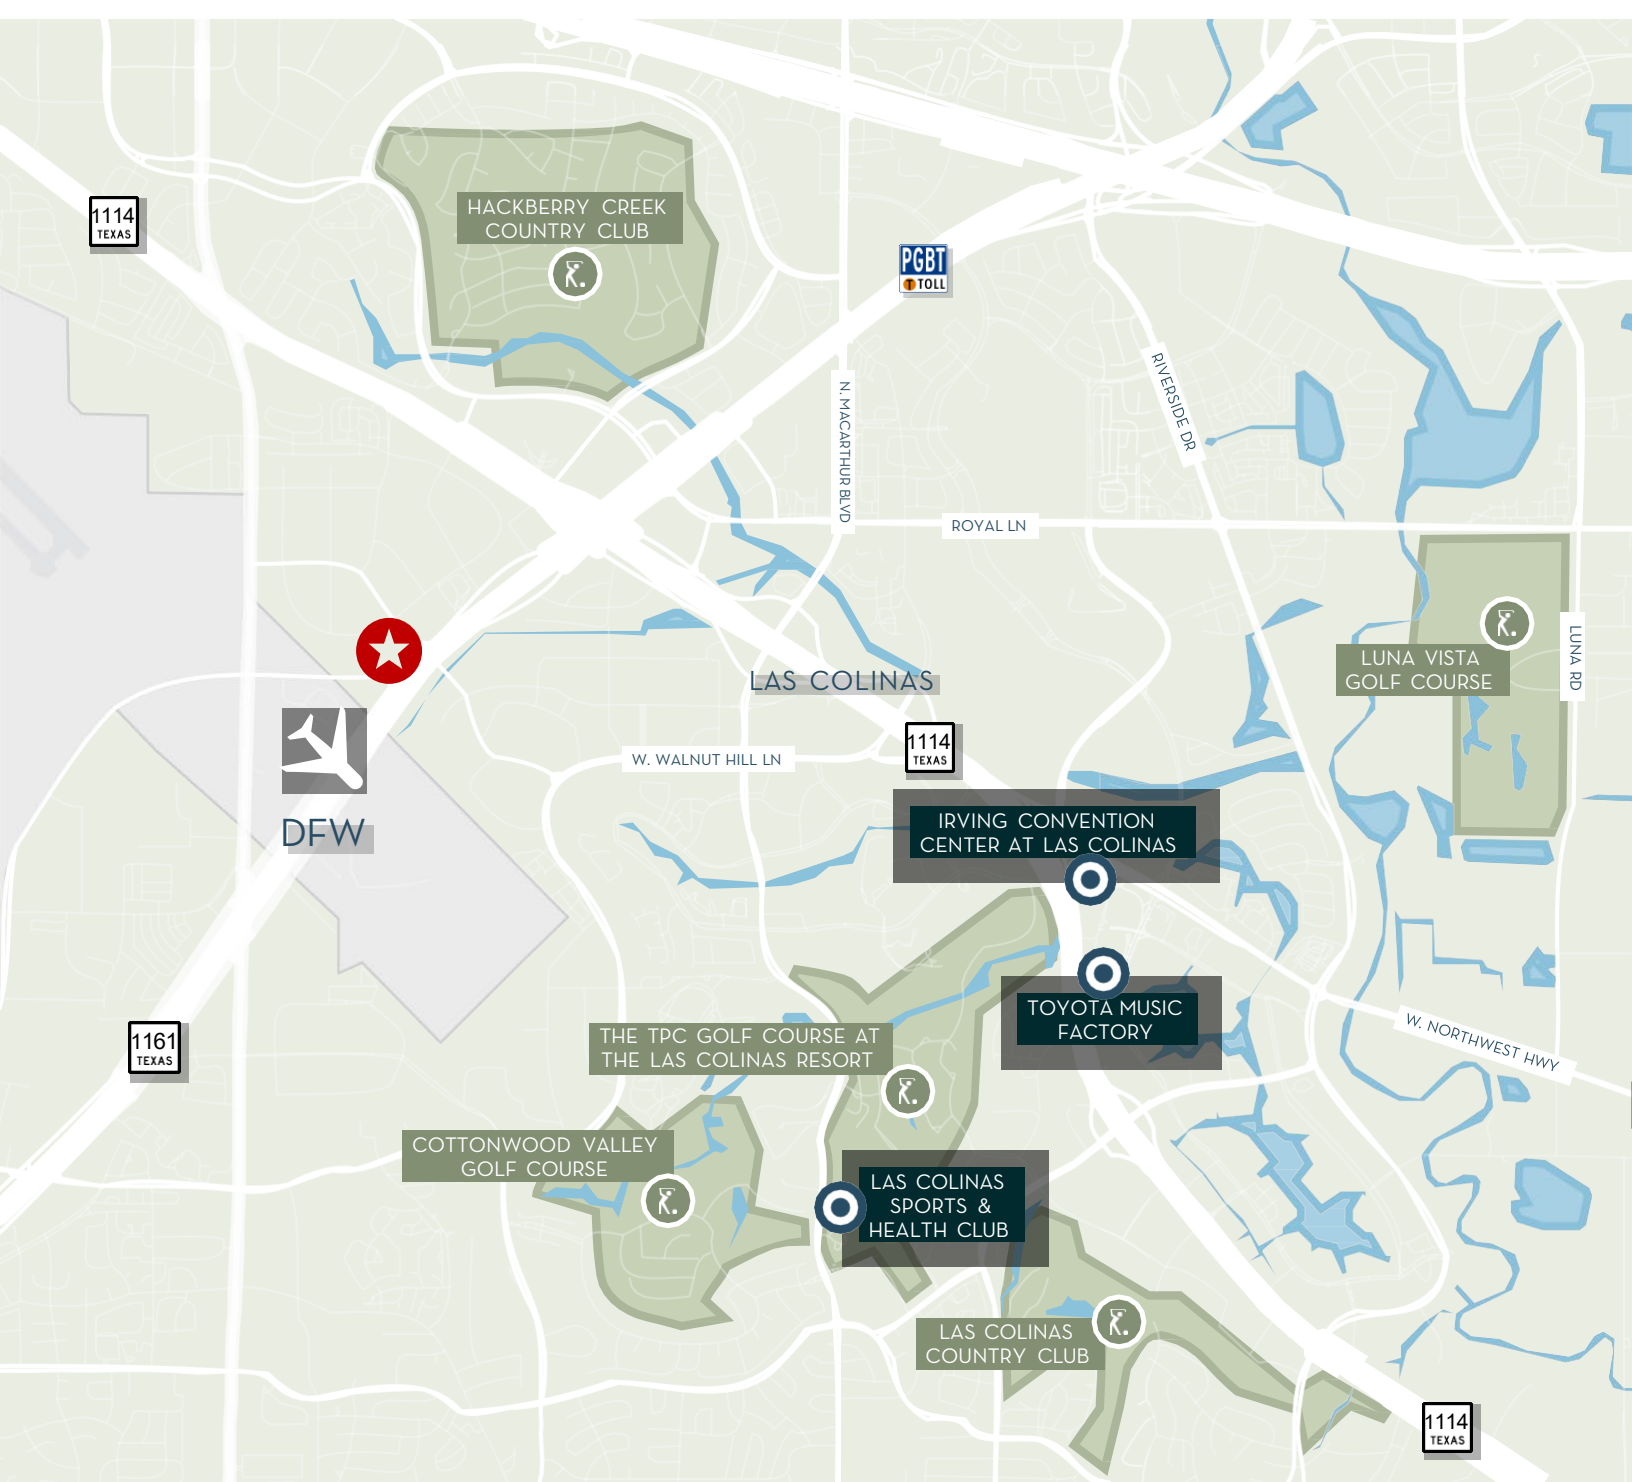 HACKBERRY CREEK
COUNTRY CLUB
1114
TEXAS
PGBT
T TOLL
RIVERSIDE DR
N. MACARTHUR BLVD
ROYAL LN
LUNA VISTA
GOLF COURSE
LUNA RD
LAS COLINAS
1114
TEXAS
W. WALNUT HILL LN
DFW
IRVING CONVENTION
CENTER AT LAS COLINAS
TOYOTA MUSIC
FACTORY
W. NORTHWEST HWY
THE TPC GOLF COURSE AT
THE LAS COLINAS RESORT
1161
TEXAS
COTTONWOOD VALLEY
GOLF COURSE
LAS COLINAS
SPORTS &
HEALTH CLUB
LAS COLINAS
COUNTRY CLUB
1114
TEXAS